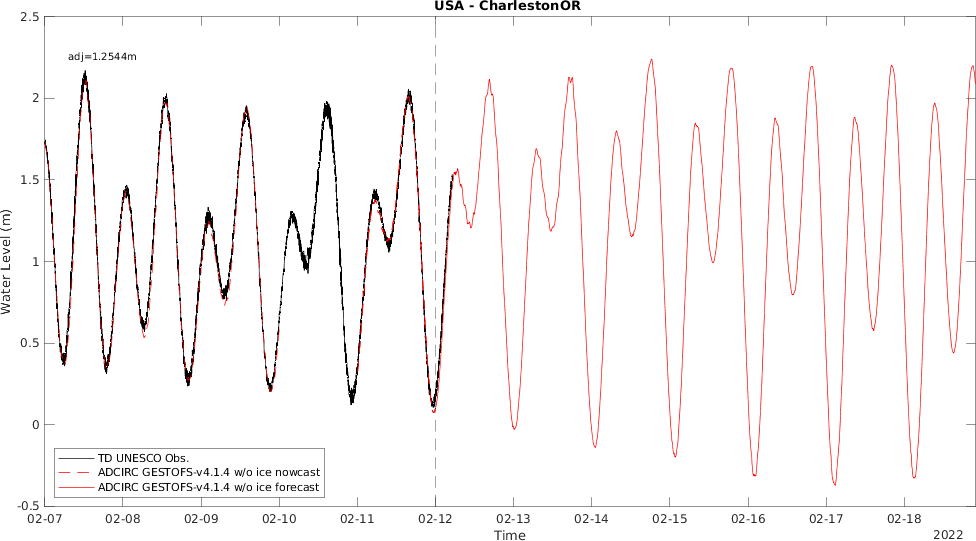 USA - CharlestonOR
2.5
adj=1.2544m
2
1.5
1
0.5
0
-0.5
Water Level (m)
TD UNESCO Obs.
ADCIRC GESTOFS-v4.1.4 w/o ice nowcast
ADCIRC GESTOFS-v4.1.4 w/o ice forecast
02-07 02-08 02-09 02-10 02-11 02-12 02-13 02-14 02-15 02-16 02-17 02-18
Time
2022